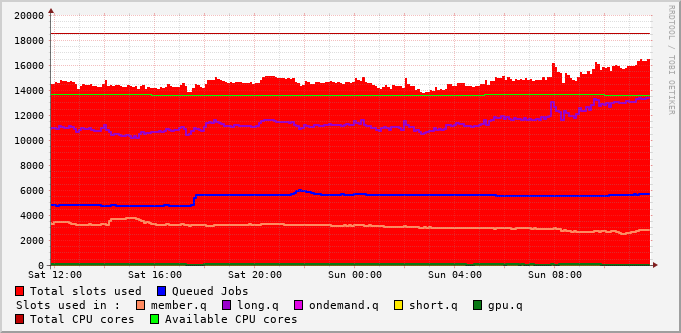 20000
18000
16000
14000
12000
10000
8000
6000
4000
2000
0
Sat 12:00 Sat 16:00 Sat 20:00 Sun 00:00 Sun 04:00 Sun 08:00
Total slots used Queued Jobs
Slots used in : member.q long.q ondemand.q short.q gpu.q
Total CPU cores Available CPU cores
RRDTOOL / TOBI OETIKER